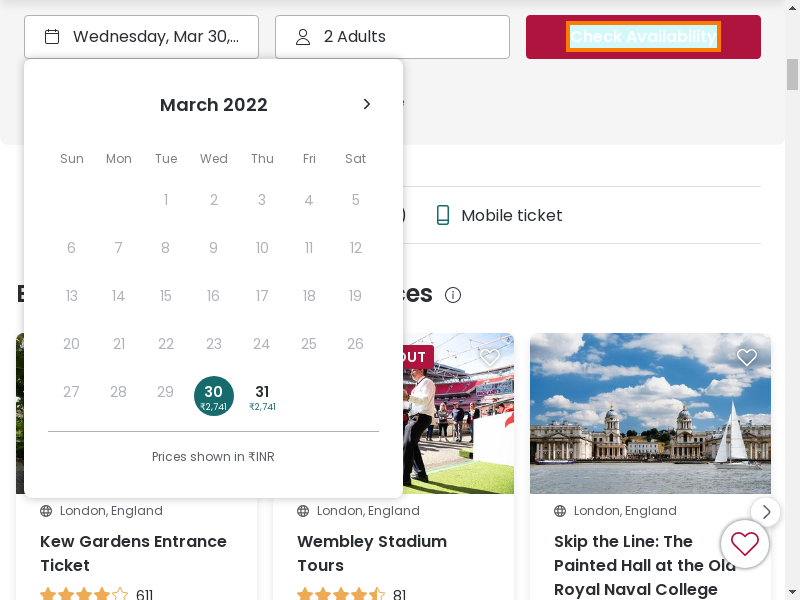 Wednesday, Mar 30,...
2 Adults
Check Availability
March 2022
Sun Mon Tue Wed Thu Fri Sat
1 2 3 4 5
6 7 8 9 10 11 12
13 14 15 16 17 18 19
20 21 22 23 24 25 26
27 28 29 30 31
₹2,741 ₹2,741
Prices shown in ₹INR
Mobile ticket
OUT
London, England
Kew Gardens Entrance
Ticket
611
London, England
Wembley Stadium
Tours
81
London, England
Skip the Line: The
Painted Hall at the Old
Royal Naval College